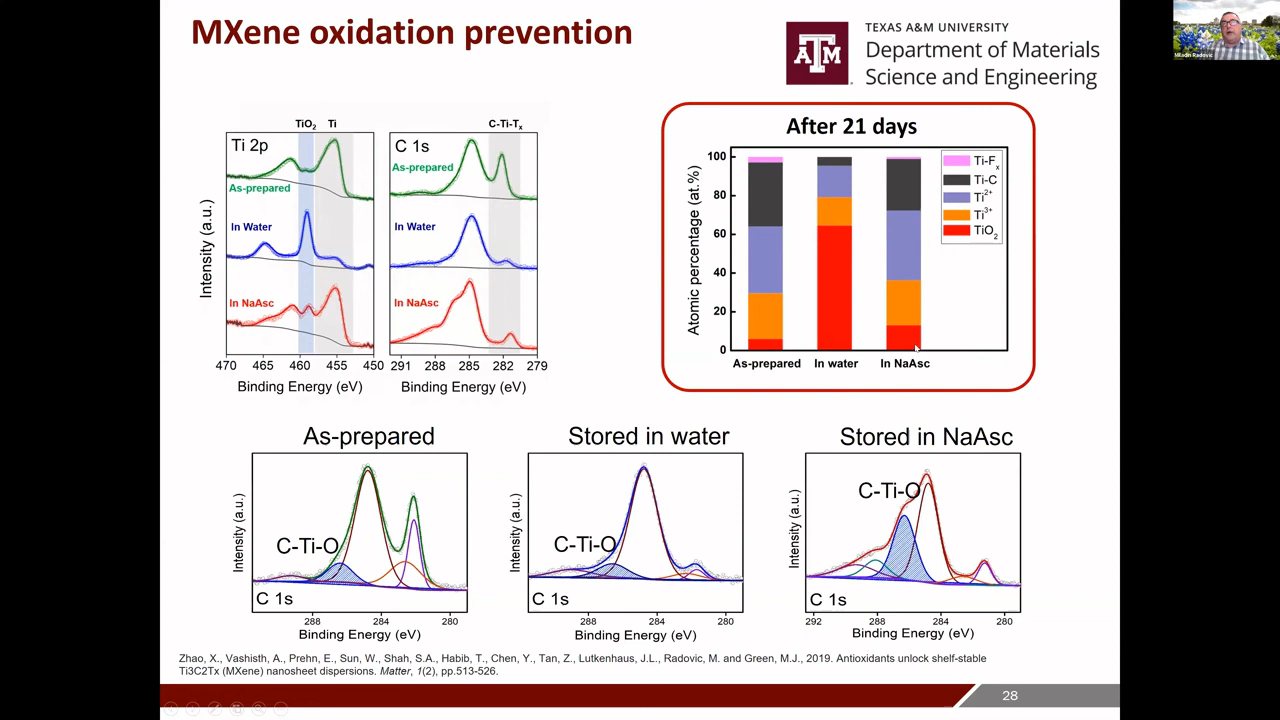 MXene oxidation prevention
ATM
TEXAS A&M UNIVERSITY
Department of Materials
Science and Engineering
Miladin Radovic
TiO2 Ti
Ti 2p
As-prepared
In Water
In NaAsc
470 465 460 455 450
Binding Energy (eV)
Intensity (a.u.)
C-Ti-Tx
C 1s
As-prepared
In Water
In NaAsc
291 288 285 282 279
Binding Energy (eV)
After 21 days
Atomic percentage (at.%)
100
80
60
40
20
0
Ti-Fx
Ti-C
Ti2+
Ti3+
TiO2
As-prepared In water In NaAsc
As-prepared
Intensity (a.u.)
C-Ti-O
C 1s
288 284 280
Binding Energy (eV)
Stored in water
Intensity (a.u.)
C-Ti-O
C 1s
288 284 280
Binding Energy (eV)
Stored in NaAsc
Intensity (a.u.)
C-Ti-O
C 1s
292 288 284 280
Binding Energy (eV)
Zhao, X., Vashisth, A., Prehn, E., Sun, W., Shah, S.A., Habib, T., Chen, Y., Tan, Z., Lutkenhaus, J.L., Radovic, M. and Green, M.J., 2019. Antioxidants unlock shelf-stable
Ti3C2Tx (MXene) nanosheet dispersions. Matter, 1(2), pp.513-526.
28